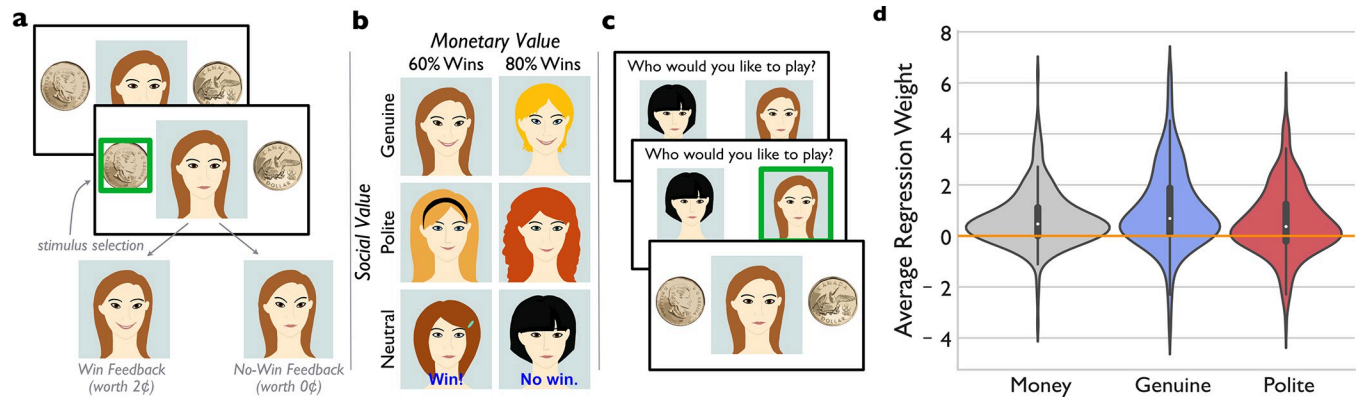 a
stimulus selection
Win Feedback
(worth 2¢)
No-Win Feedback
(worth 0¢)
b
Monetary Value
60% Wins 80% Wins
Social Value
Genuine
Polite
Neutral
Win!
No win.
c
Who would you like to play?
Who would you like to play?
CANADA
DOLLAR
d
Average Regression Weight
8
6
4
2
0
- 2
- 4
Money Genuine Polite